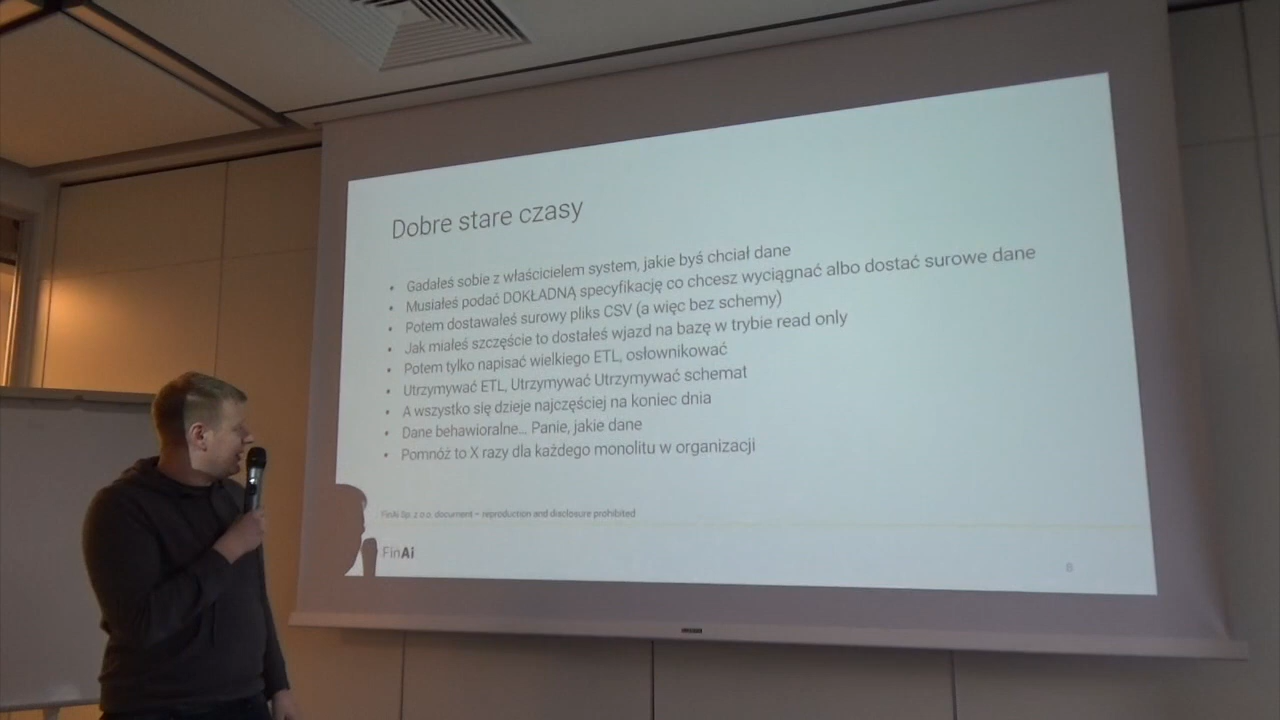 Dobre stare czasy
• Gadałeś sobie z właścicielem system, jakie byś chciał dane
• Musiałeś podać DOKŁADNĄ specyfikację co chcesz wyciągnać albo dostać surowe dane
• Potem dostawałeś surowy pliks CSV (a więc bez schemy)
• Jak miałeś szczęście to dostałeś wjazd na bazę w trybie read only
• Potem tylko napisać wielkiego ETL, osłownikować
• Utrzymywać ETL, Utrzymywać Utrzymywać schemat
• A wszystko się dzieje najczęściej na koniec dnia
• Dane behawioralne... Panie, jakie dane
• Pomnóż to X razy dla każdego monolitu w organizacji
FinAi Sp. z o.o. document – reproduction and disclosure prohibited
FinAi
8